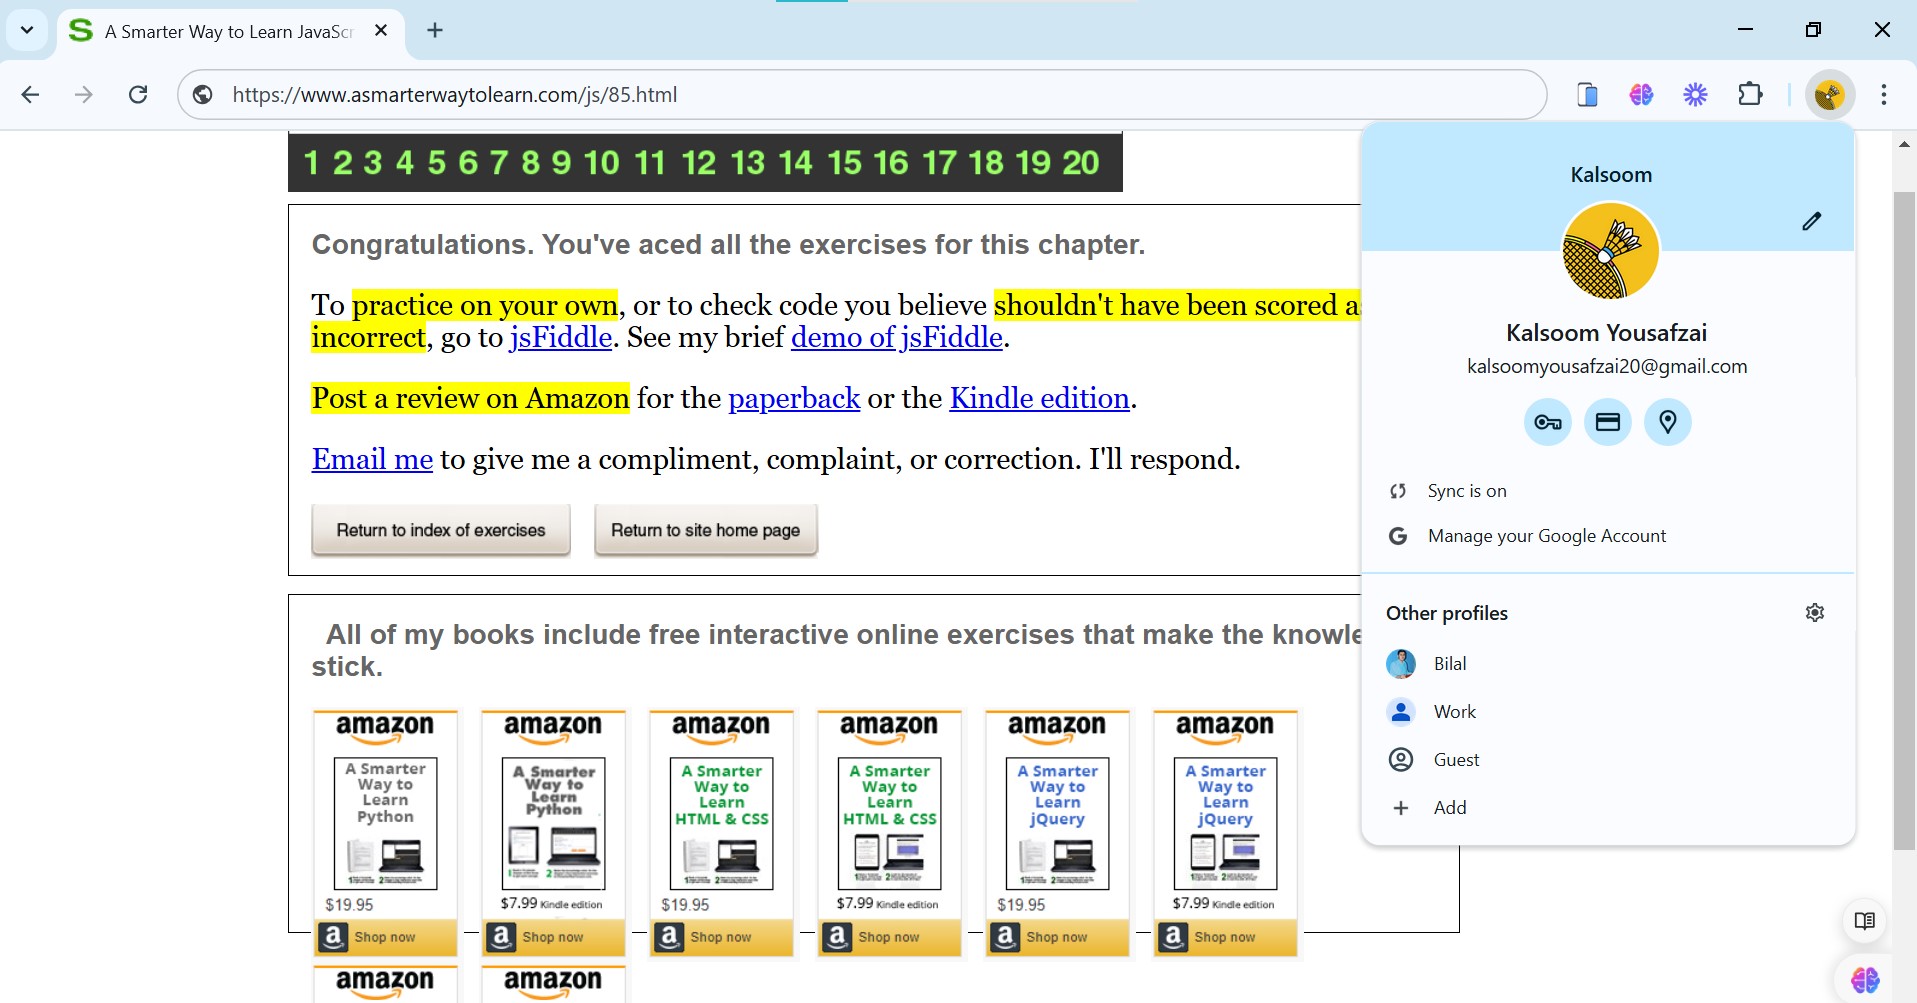 A Smarter Way to Learn JavaScr
https://www.asmarterwaytolearn.com/js/85.html
1 2 3 4 5 6 7 8 9 10 11 12 13 14 15 16 17 18 19 20
Congratulations. You've aced all the exercises for this chapter.
To practice on your own, or to check code you believe shouldn't have been scored as
incorrect, go to jsFiddle. See my brief demo of jsFiddle.
Post a review on Amazon for the paperback or the Kindle edition.
Email me to give me a compliment, complaint, or correction. I'll respond.
Return to index of exercises
Return to site home page
All of my books include free interactive online exercises that make the knowle
stick.
amazon
A Smarter
Way to
Learn
Python
$19.95
Shop now
amazon
A Smarter
Way to
Learn
Python
$7.99 Kindle edition
Shop now
amazon
A Smarter
Way to
Learn
HTML & CSS
$19.95
Shop now
amazon
A Smarter
Way to
Learn
HTML & CSS
$7.99 Kindle edition
Shop now
amazon
A Smarter
Way to
Learn
jQuery
$19.95
Shop now
amazon
A Smarter
Way to
Learn
jQuery
$7.99 Kindle edition
Shop now
amazon
amazon
Kalsoom
Kalsoom Yousafzai
kalsoomyousafzai20@gmail.com
Sync is on
Manage your Google Account
Other profiles
Bilal
Work
Guest
Add